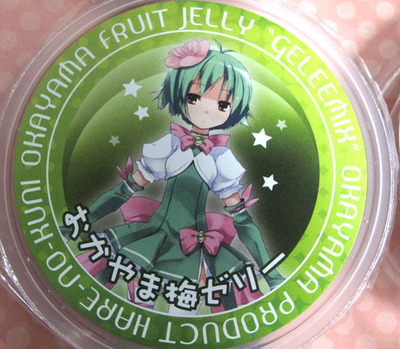 OKAYAMA FRUIT JELLY "GELEEMIX" OKAYAMA PRODUCT HARE-NO-KUNI
おかやま梅ゼリー